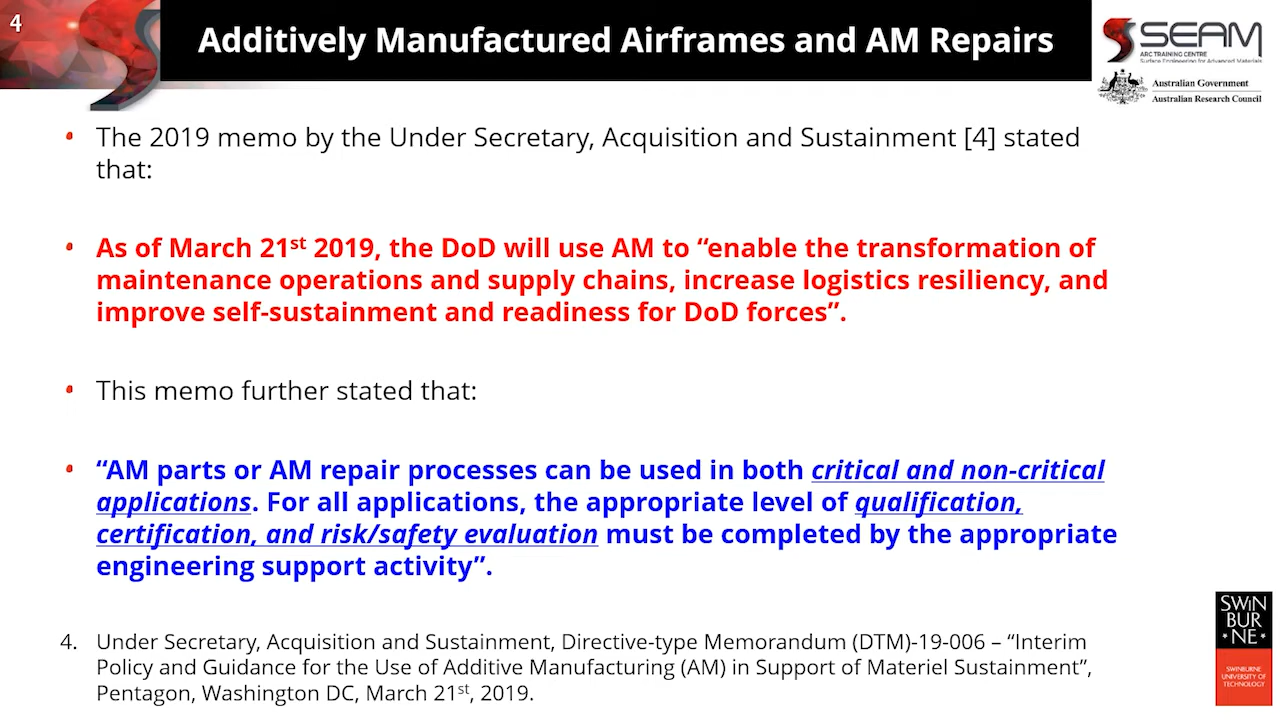 4
Additively Manufactured Airframes and AM Repairs
SEAM
ARC TRAINING CENTRE
Surface Engineering for Advanced Materials
Australian Government
Australian Research Council
• The 2019 memo by the Under Secretary, Acquisition and Sustainment [4] stated
that:
• As of March 21st 2019, the DoD will use AM to “enable the transformation of
maintenance operations and supply chains, increase logistics resiliency, and
improve self-sustainment and readiness for DoD forces”.
• This memo further stated that:
• “AM parts or AM repair processes can be used in both critical and non-critical
applications. For all applications, the appropriate level of qualification,
certification, and risk/safety evaluation must be completed by the appropriate
engineering support activity”.
4. Under Secretary, Acquisition and Sustainment, Directive-type Memorandum (DTM)-19-006 – “Interim
Policy and Guidance for the Use of Additive Manufacturing (AM) in Support of Materiel Sustainment”,
Pentagon, Washington DC, March 21st, 2019.
SWIN
BUR
* NE *
SWINBURNE
UNIVERSITY OF
TECHNOLOGY